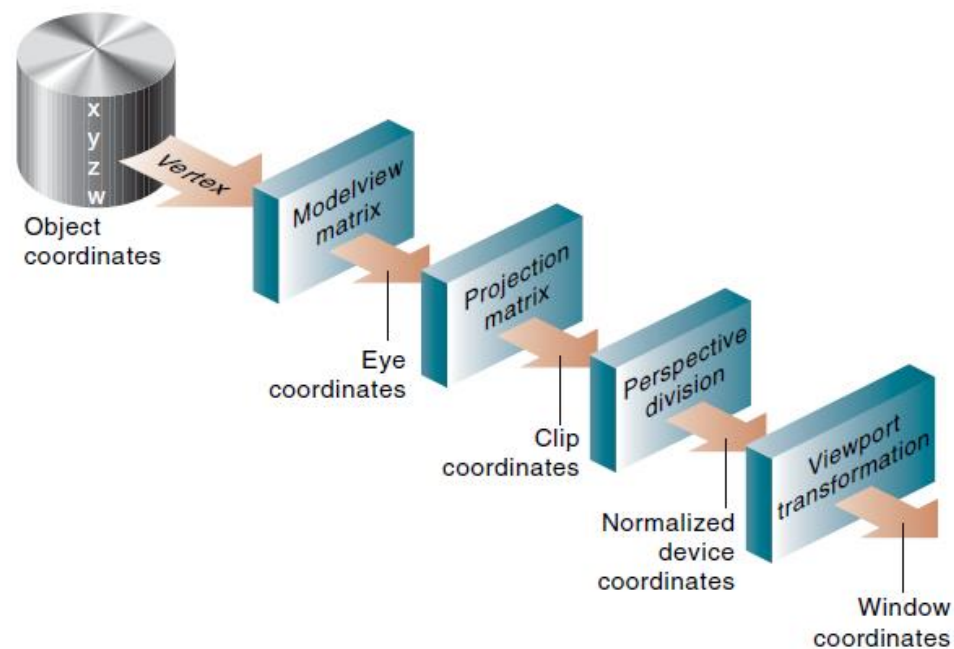 x
y
z
w
Vertex
Object
coordinates
Modelview
matrix
Eye
coordinates
Projection
matrix
Clip
coordinates
Perspective
division
Normalized
device
coordinates
Viewport
transformation
Window
coordinates